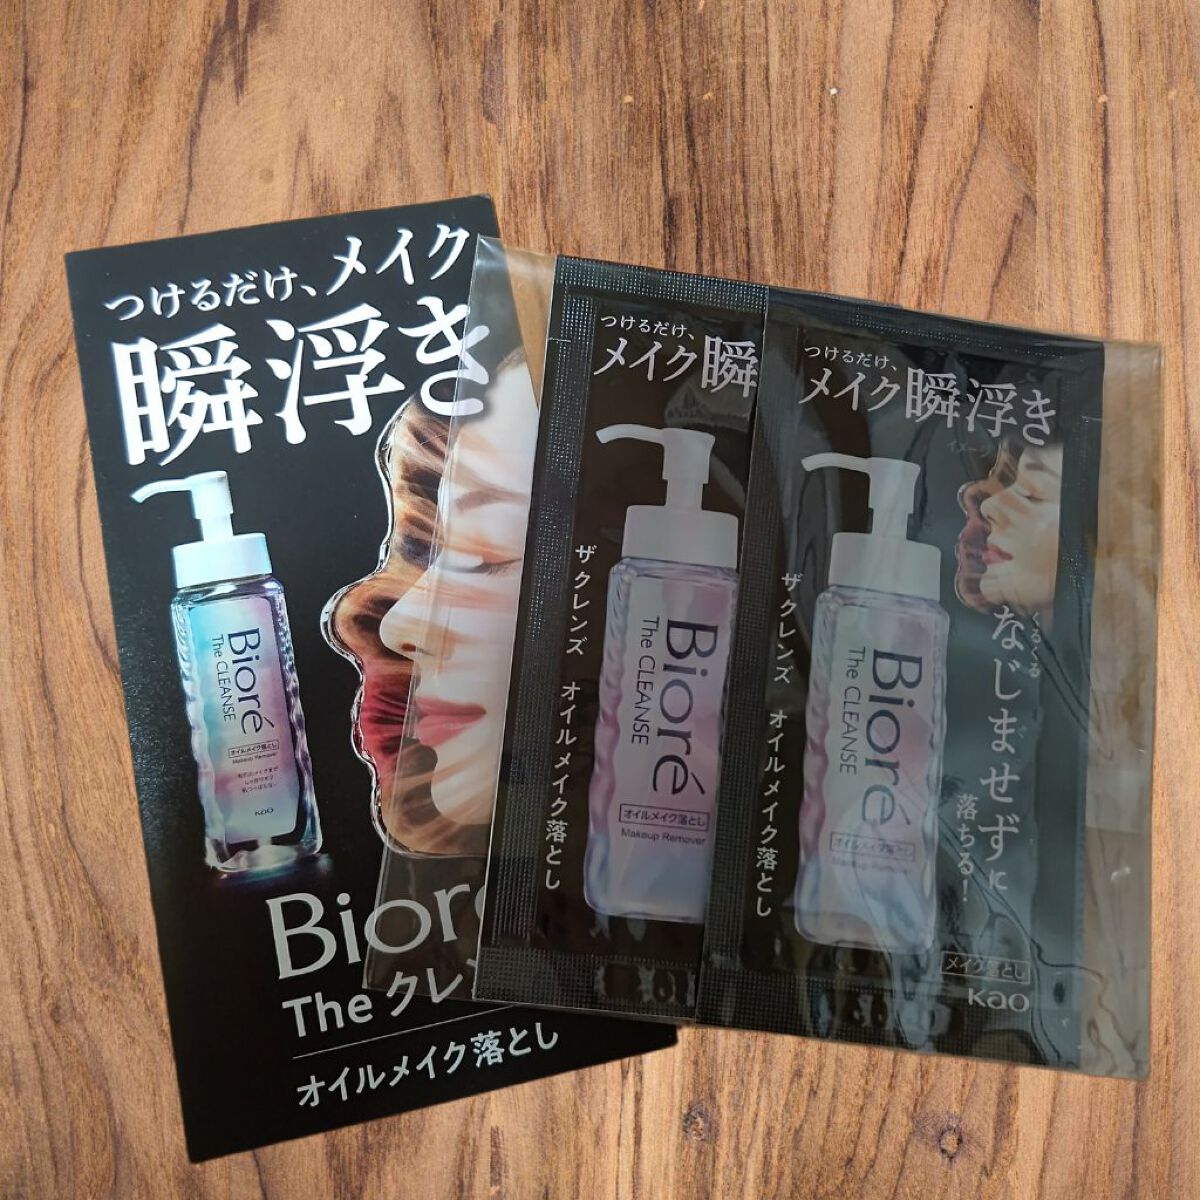 つけるだけ、メイク
瞬浮き
Bioré
The CLEANSE
オイルメイク落とし
Makeup Remover
Kao
Bioré
The クレン
オイルメイク落とし
つけるだけ、
メイク瞬
ザ クレンズ オイルメイク落とし
Bioré
The CLEANSE
オイルメイク落とし
Makeup Remover
つけるだけ、
メイク瞬浮き
イメージ
ザ クレンズ オイルメイク落とし
Bioré
The CLEANSE
オイルメイク落とし
Makeup Remover
くるくる
なじませずに
落ちる!
メイク落とし
Kao